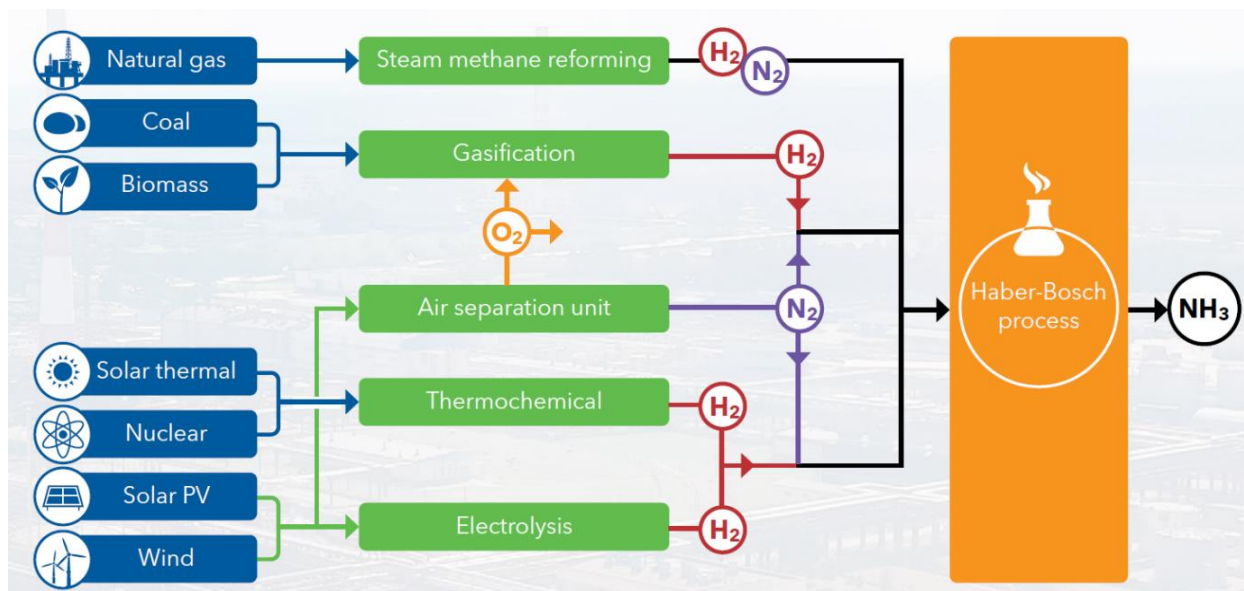 Natural gas
Steam methane reforming
H₂
N₂
Coal
Biomass
Gasification
H₂
O₂
Air separation unit
N₂
Haber-Bosch
process
NH₃
Solar thermal
Nuclear
Thermochemical
H₂
Solar PV
Wind
Electrolysis
H₂